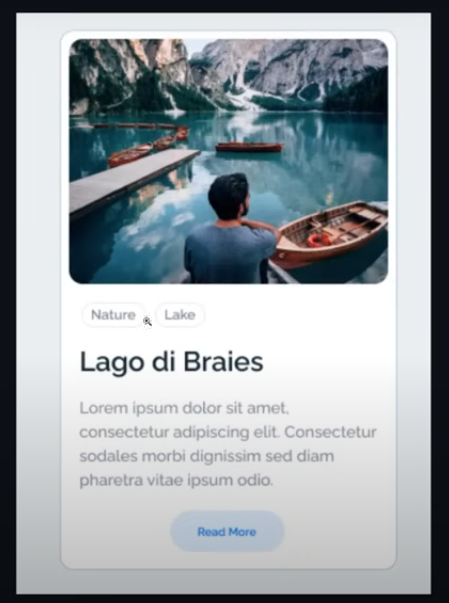 Nature
Lake
Lago di Braies
Lorem ipsum dolor sit amet,
consectetur adipiscing elit. Consectetur
sodales morbi dignissim sed diam
pharetra vitae ipsum odio.
Read More